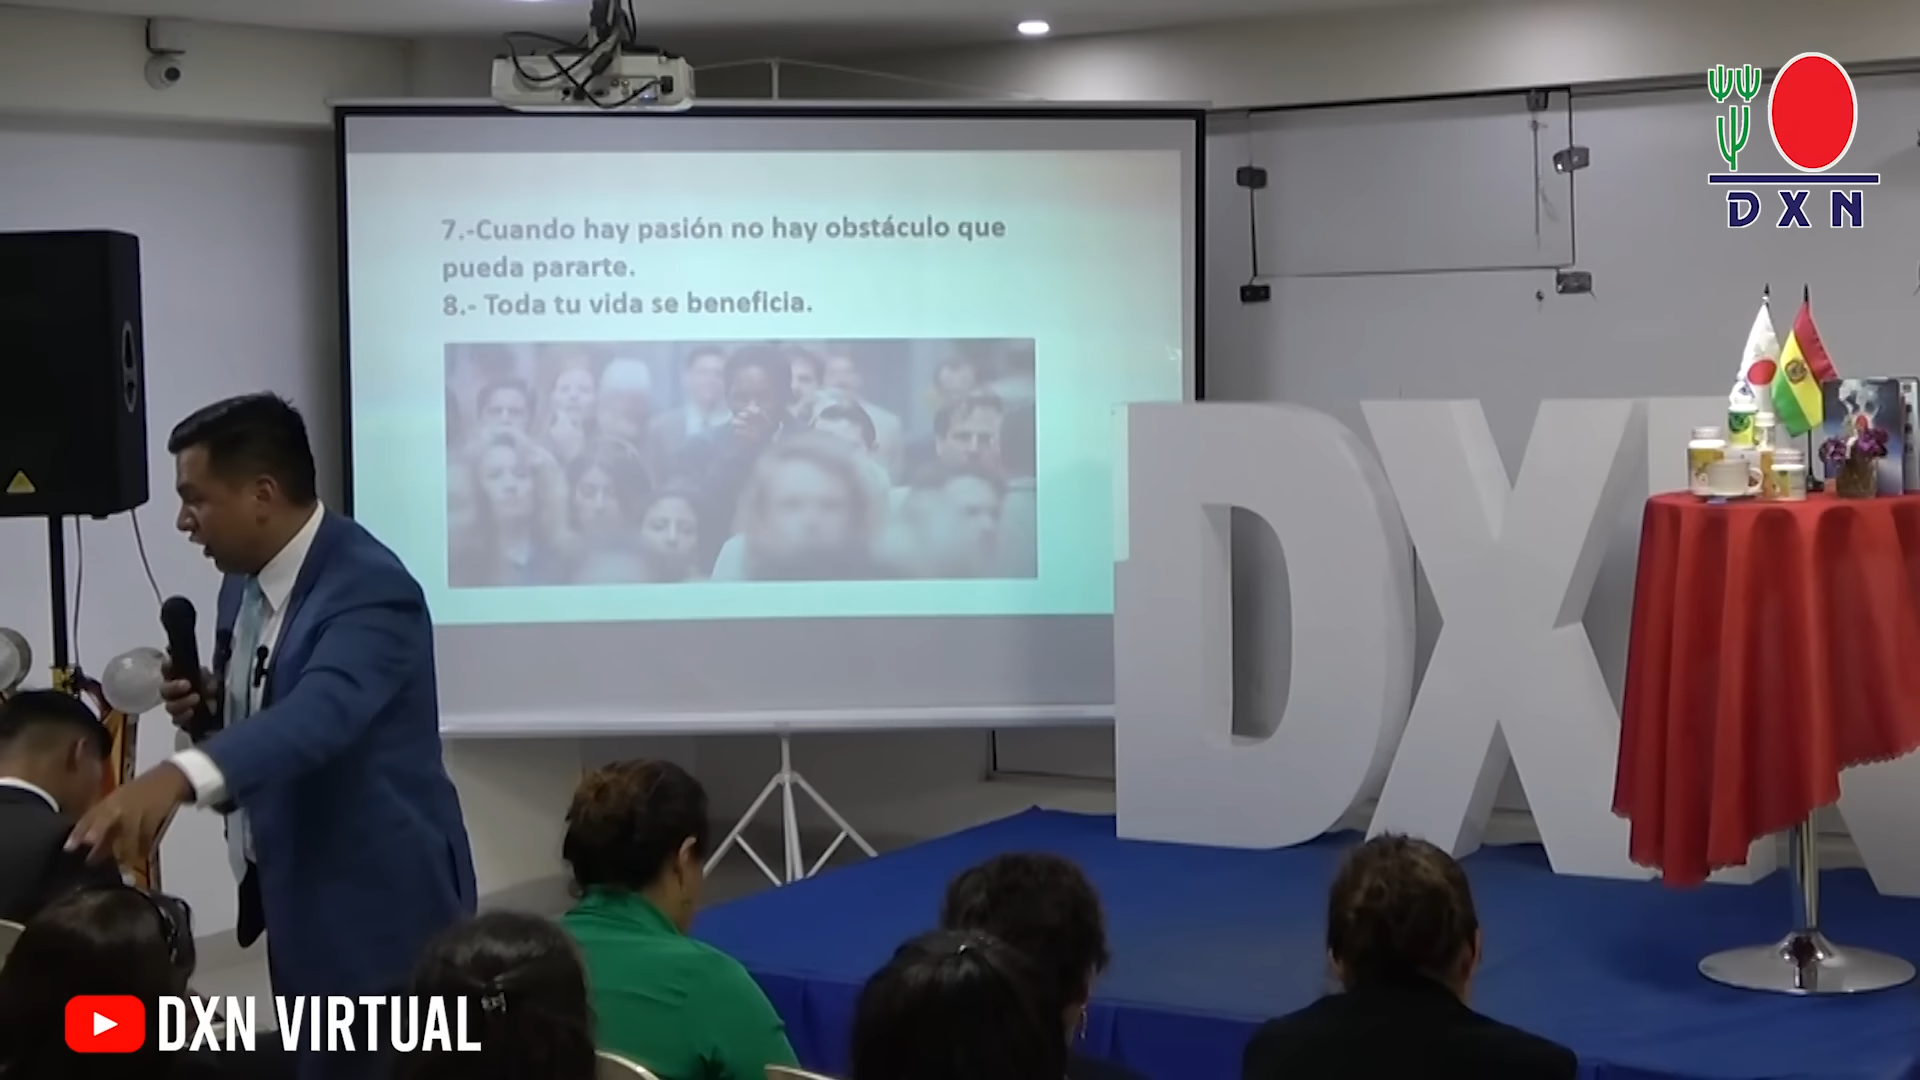 7.-Cuando hay pasión no hay obstáculo que
pueda pararte.
8.- Toda tu vida se beneficia.
DXN
DX
DXN VIRTUAL